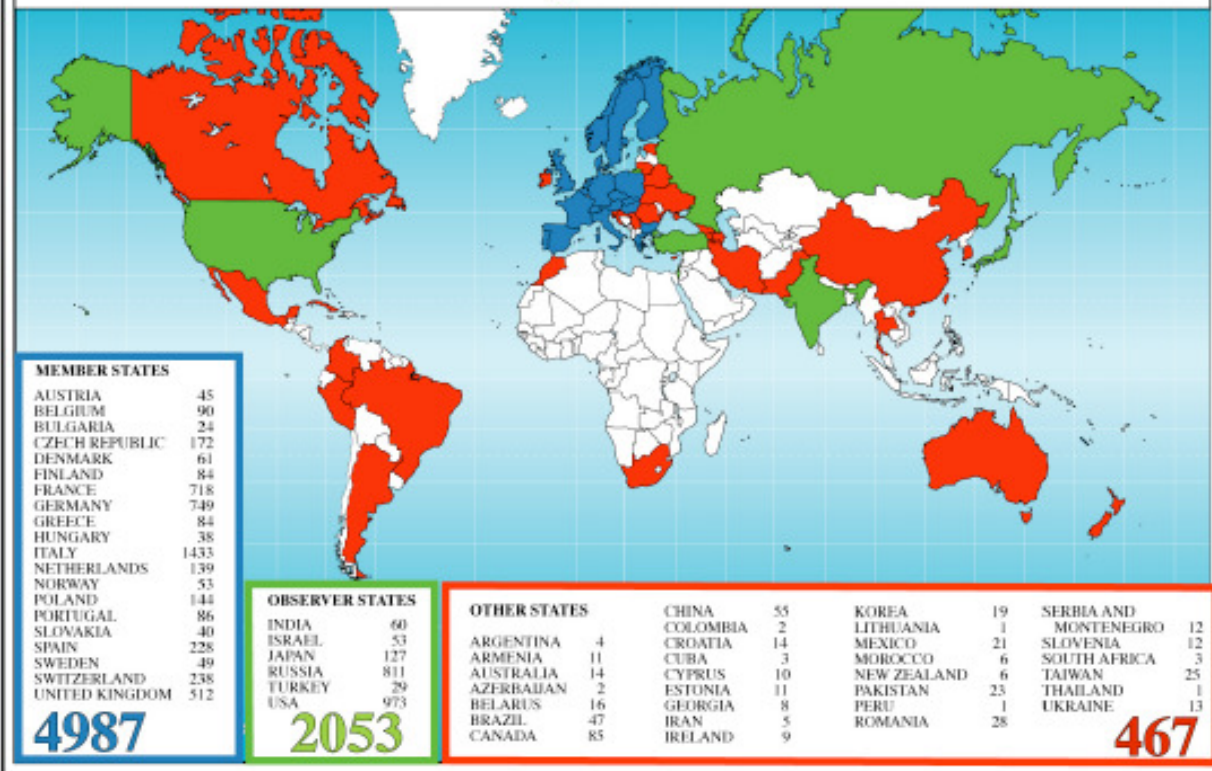 MEMBER STATES
AUSTRIA 45
BELGIUM 90
BULGARIA 24
CZECH REPUBLIC 172
DENMARK 61
FINLAND 84
FRANCE 718
GERMANY 749
GREECE 84
HUNGARY 38
ITALY 1433
NETHERLANDS 139
NORWAY 53
POLAND 144
PORTUGAL 86
SLOVAKIA 40
SPAIN 228
SWEDEN 49
SWITZERLAND 238
UNITED KINGDOM 512
4987
OBSERVER STATES
INDIA 60
ISRAEL 53
JAPAN 127
RUSSIA 811
TURKEY 29
USA 973
2053
OTHER STATES
ARGENTINA 4
ARMENIA 11
AUSTRALIA 14
AZERBAIJAN 2
BELARUS 16
BRAZIL 47
CANADA 85
CHINA 55
COLOMBIA 2
CROATIA 14
CUBA 3
CYPRUS 10
ESTONIA 11
GEORGIA 8
IRAN 5
IRELAND 9
KOREA 19
LITHUANIA 1
MEXICO 21
MOROCCO 6
NEW ZEALAND 6
PAKISTAN 23
PERU 1
ROMANIA 28
SERBIA AND
MONTENEGRO 12
SLOVENIA 12
SOUTH AFRICA 3
TAIWAN 25
THAILAND 1
UKRAINE 13
467